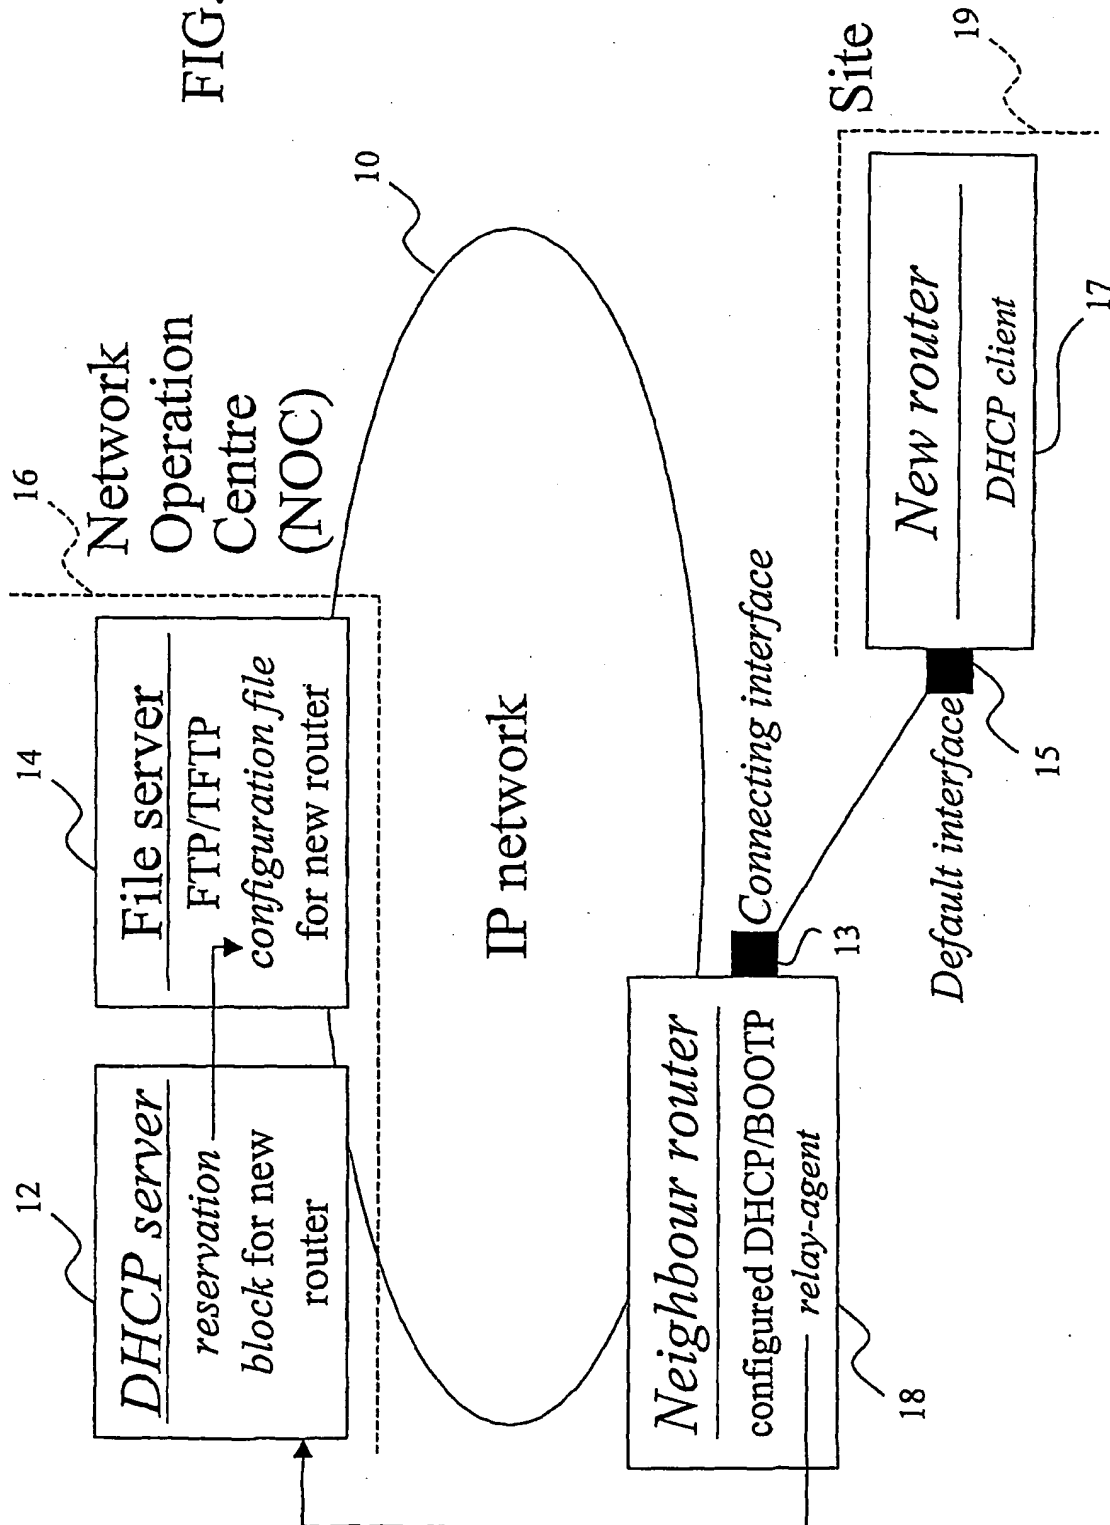 FIG.
16
Network
Operation
Centre
(NOC)
12
DHCP server
reservation
block for new
router
14
File server
FTP/TFTP
configuration file
for new router
10
IP network
Neighbour router
configured DHCP/BOOTP
relay-agent
18
Connecting interface
13
Default interface
15
Site
19
New router
DHCP client
17